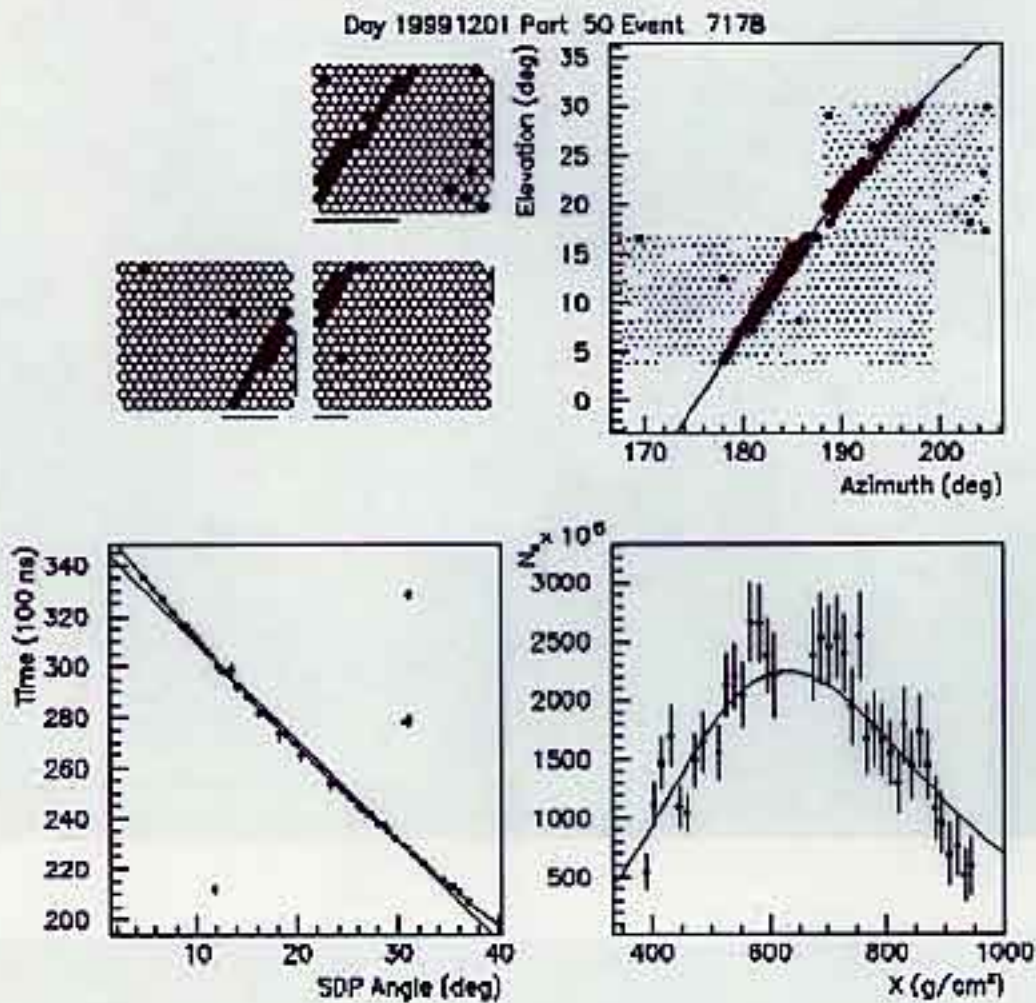 Day 19991201 Part 50 Event 7178
Elevation (deg)
35
30
25
20
15
10
5
0
170 180 190 200
Azimuth (deg)
Time (100 ns)
340
320
300
280
260
240
220
200
10 20 30 40
SDP Angle (deg)
× 10⁶
3000
2500
2000
1500
1000
500
400 600 800 1000
X (g/cm²)